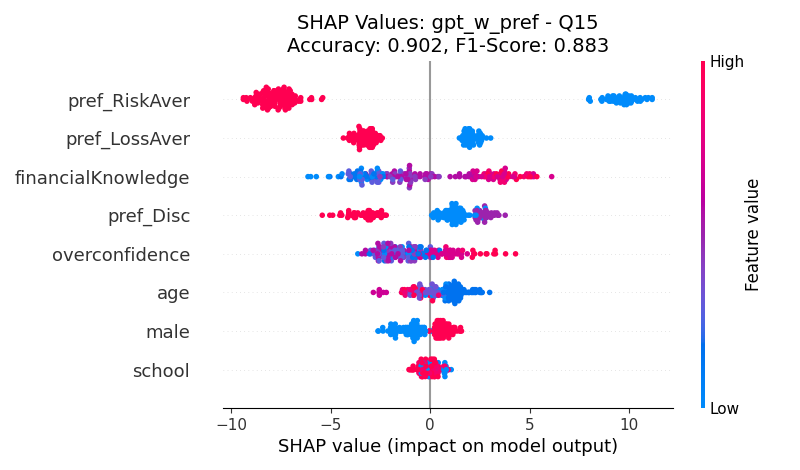 SHAP Values: gpt_w_pref - Q15
Accuracy: 0.902, F1-Score: 0.883
High
pref_RiskAver
pref_LossAver
financialKnowledge
pref_Disc
overconfidence
age
male
school
Feature value
Low
−10
−5
0
5
10
SHAP value (impact on model output)